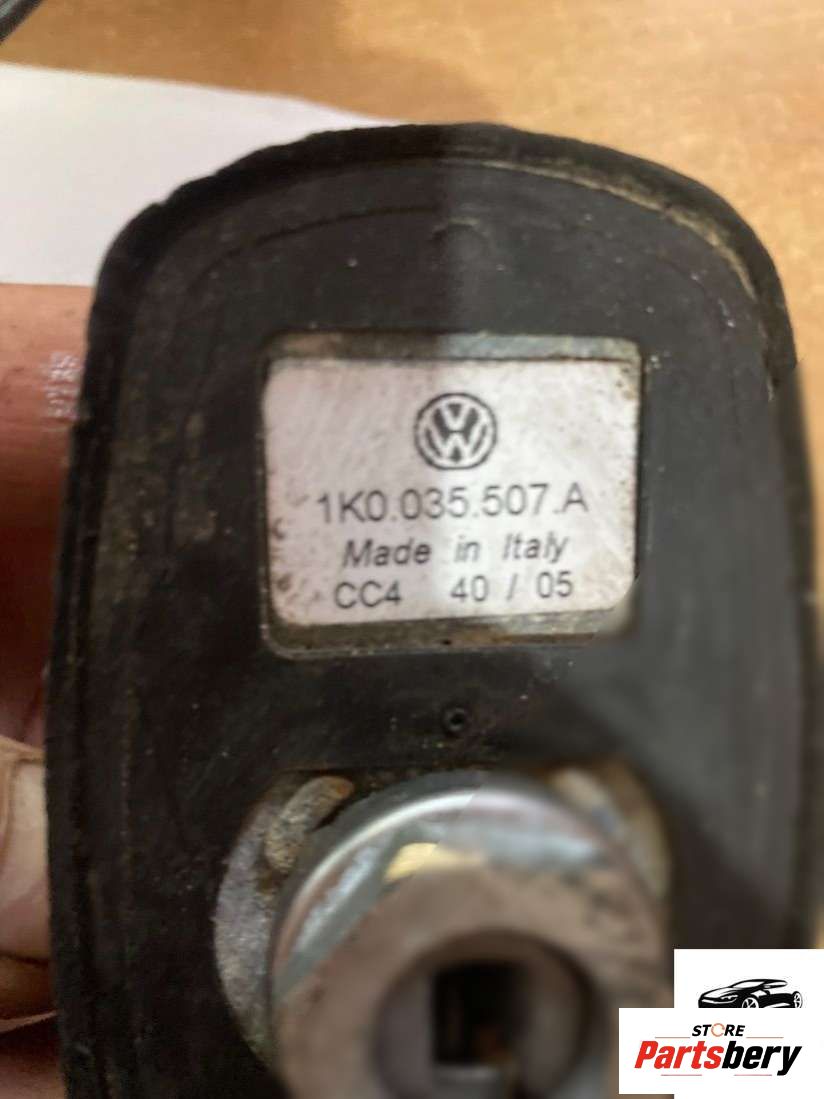 1K0.035.507.A
Made in Italy
CC4 40 / 05
STORE
Partsbery